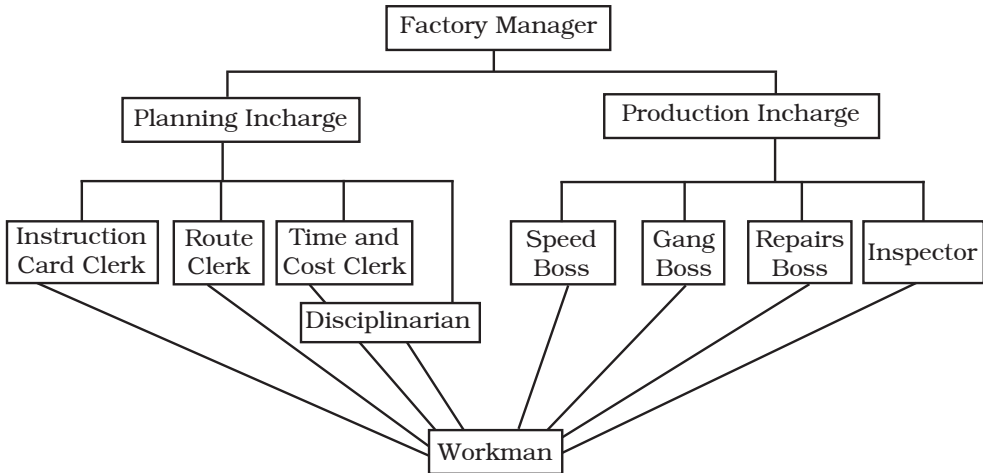 Factory Manager
Planning Incharge
Production Incharge
Instruction
Card Clerk
Route
Clerk
Time and
Cost Clerk
Disciplinarian
Speed
Boss
Gang
Boss
Repairs
Boss
Inspector
Workman